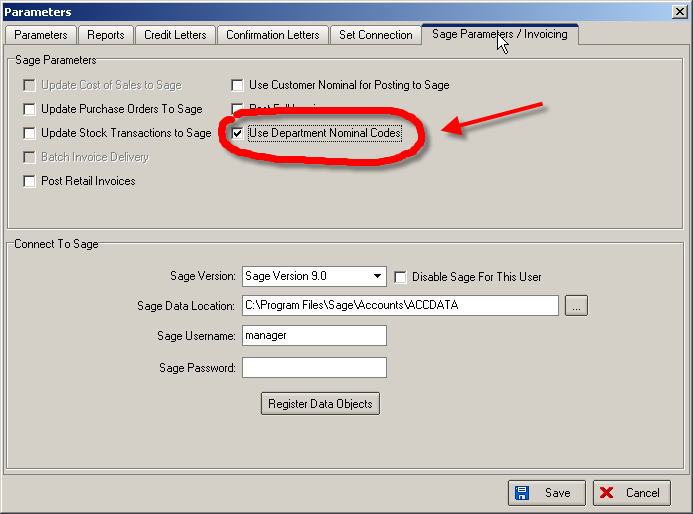 Parameters
Parameters Reports Credit Letters Confirmation Letters Set Connection Sage Parameters / Invoicing
Sage Parameters
Update Cost of Sales to Sage Use Customer Nominal for Posting to Sage
Update Purchase Orders To Sage
Update Stock Transactions to Sage Use Department Nominal Codes
Batch Invoice Delivery
Post Retail Invoices
Connect To Sage
Sage Version: Sage Version 9.0 Disable Sage For This User
Sage Data Location: C:\Program Files\Sage\Accounts\ACCDATA ...
Sage Username: manager
Sage Password:
Register Data Objects
Save Cancel